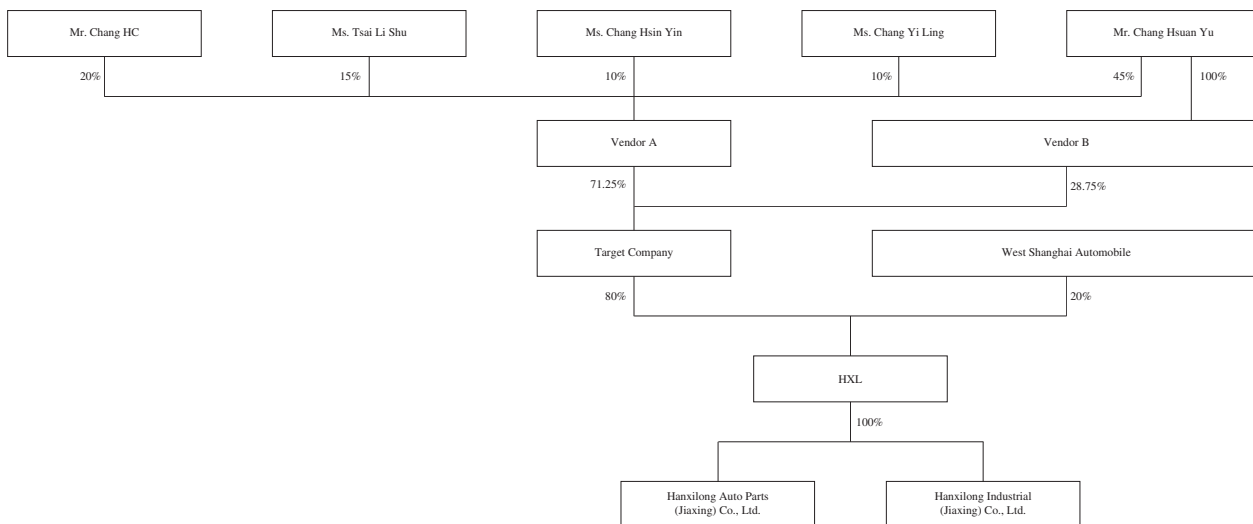 Mr. Chang HC
Ms. Tsai Li Shu
Ms. Chang Hsin Yin
Ms. Chang Yi Ling
Mr. Chang Hsuan Yu
20%
15%
10%
10%
45%
100%
Vendor A
Vendor B
71.25%
28.75%
Target Company
West Shanghai Automobile
80%
20%
HXL
100%
Hanxilong Auto Parts
(Jiaxing) Co., Ltd.
Hanxilong Industrial
(Jiaxing) Co., Ltd.